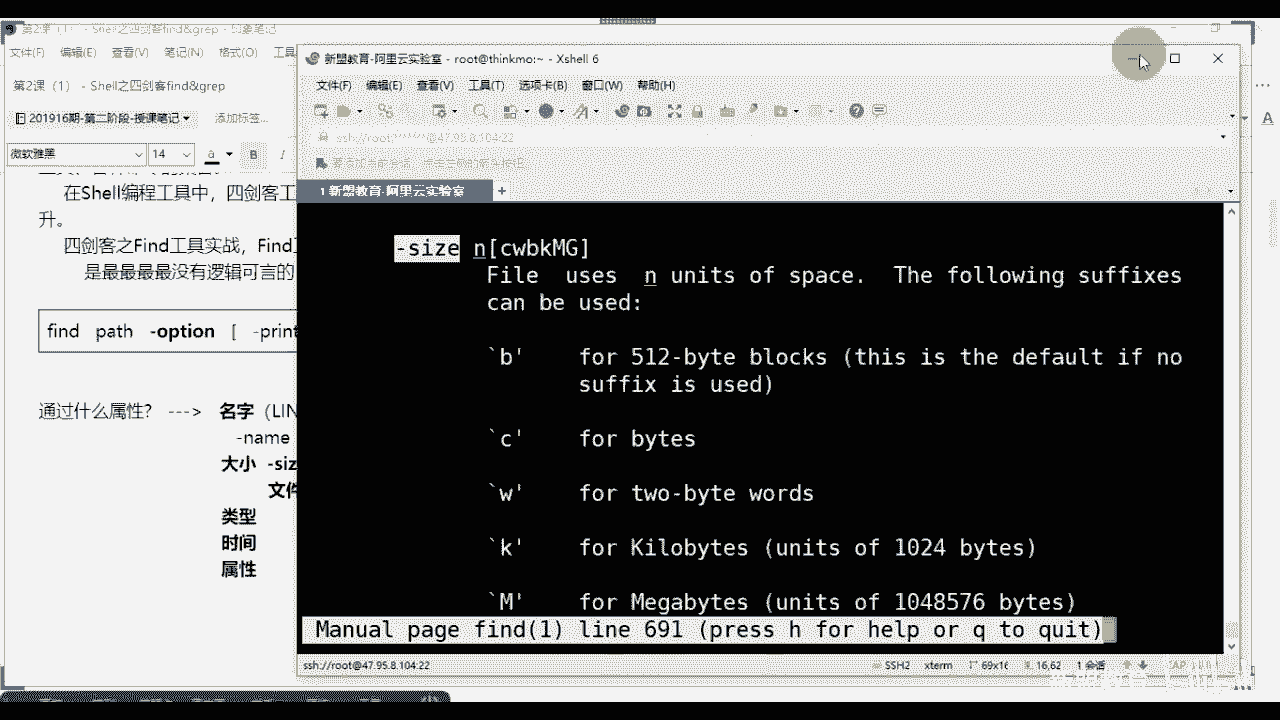 第2课（1） - Shell之四剑客find&grep - 印象笔记
文件(F) 编辑(E) 查看(V) 笔记(N) 格式(O) 工具
第2课（1） - Shell之四剑客find&grep
201916期-第二阶段-授课笔记 添加标签...
微软雅黑 14 a B I
在Shell编程工具中，四剑客工
升。
四剑客之Find工具实战，Find
是最最最最没有逻辑可言的
find path -option [ -print
通过什么属性？ ---> 名字（LIN
-name
大小 -siz
文件
类型
时间
属性
新盟教育-阿里云实验室 - root@thinkmo:~ - Xshell 6
文件(F) 编辑(E) 查看(V) 工具(T) 选项卡(B) 窗口(W) 帮助(H)
ssh://root:******@47.95.8.104:22
1 新盟教育-阿里云实验室 +
-size n[cwbkMG]
File uses n units of space. The following suffixes
can be used:
`b' for 512-byte blocks (this is the default if no
suffix is used)
`c' for bytes
`w' for two-byte words
`k' for Kilobytes (units of 1024 bytes)
`M' for Megabytes (units of 1048576 bytes)
Manual page find(1) line 691 (press h for help or q to quit)
ssh://root@47.95.8.104:22 SSH2 xterm 69x16 16,62 1 会话 CAP NUM